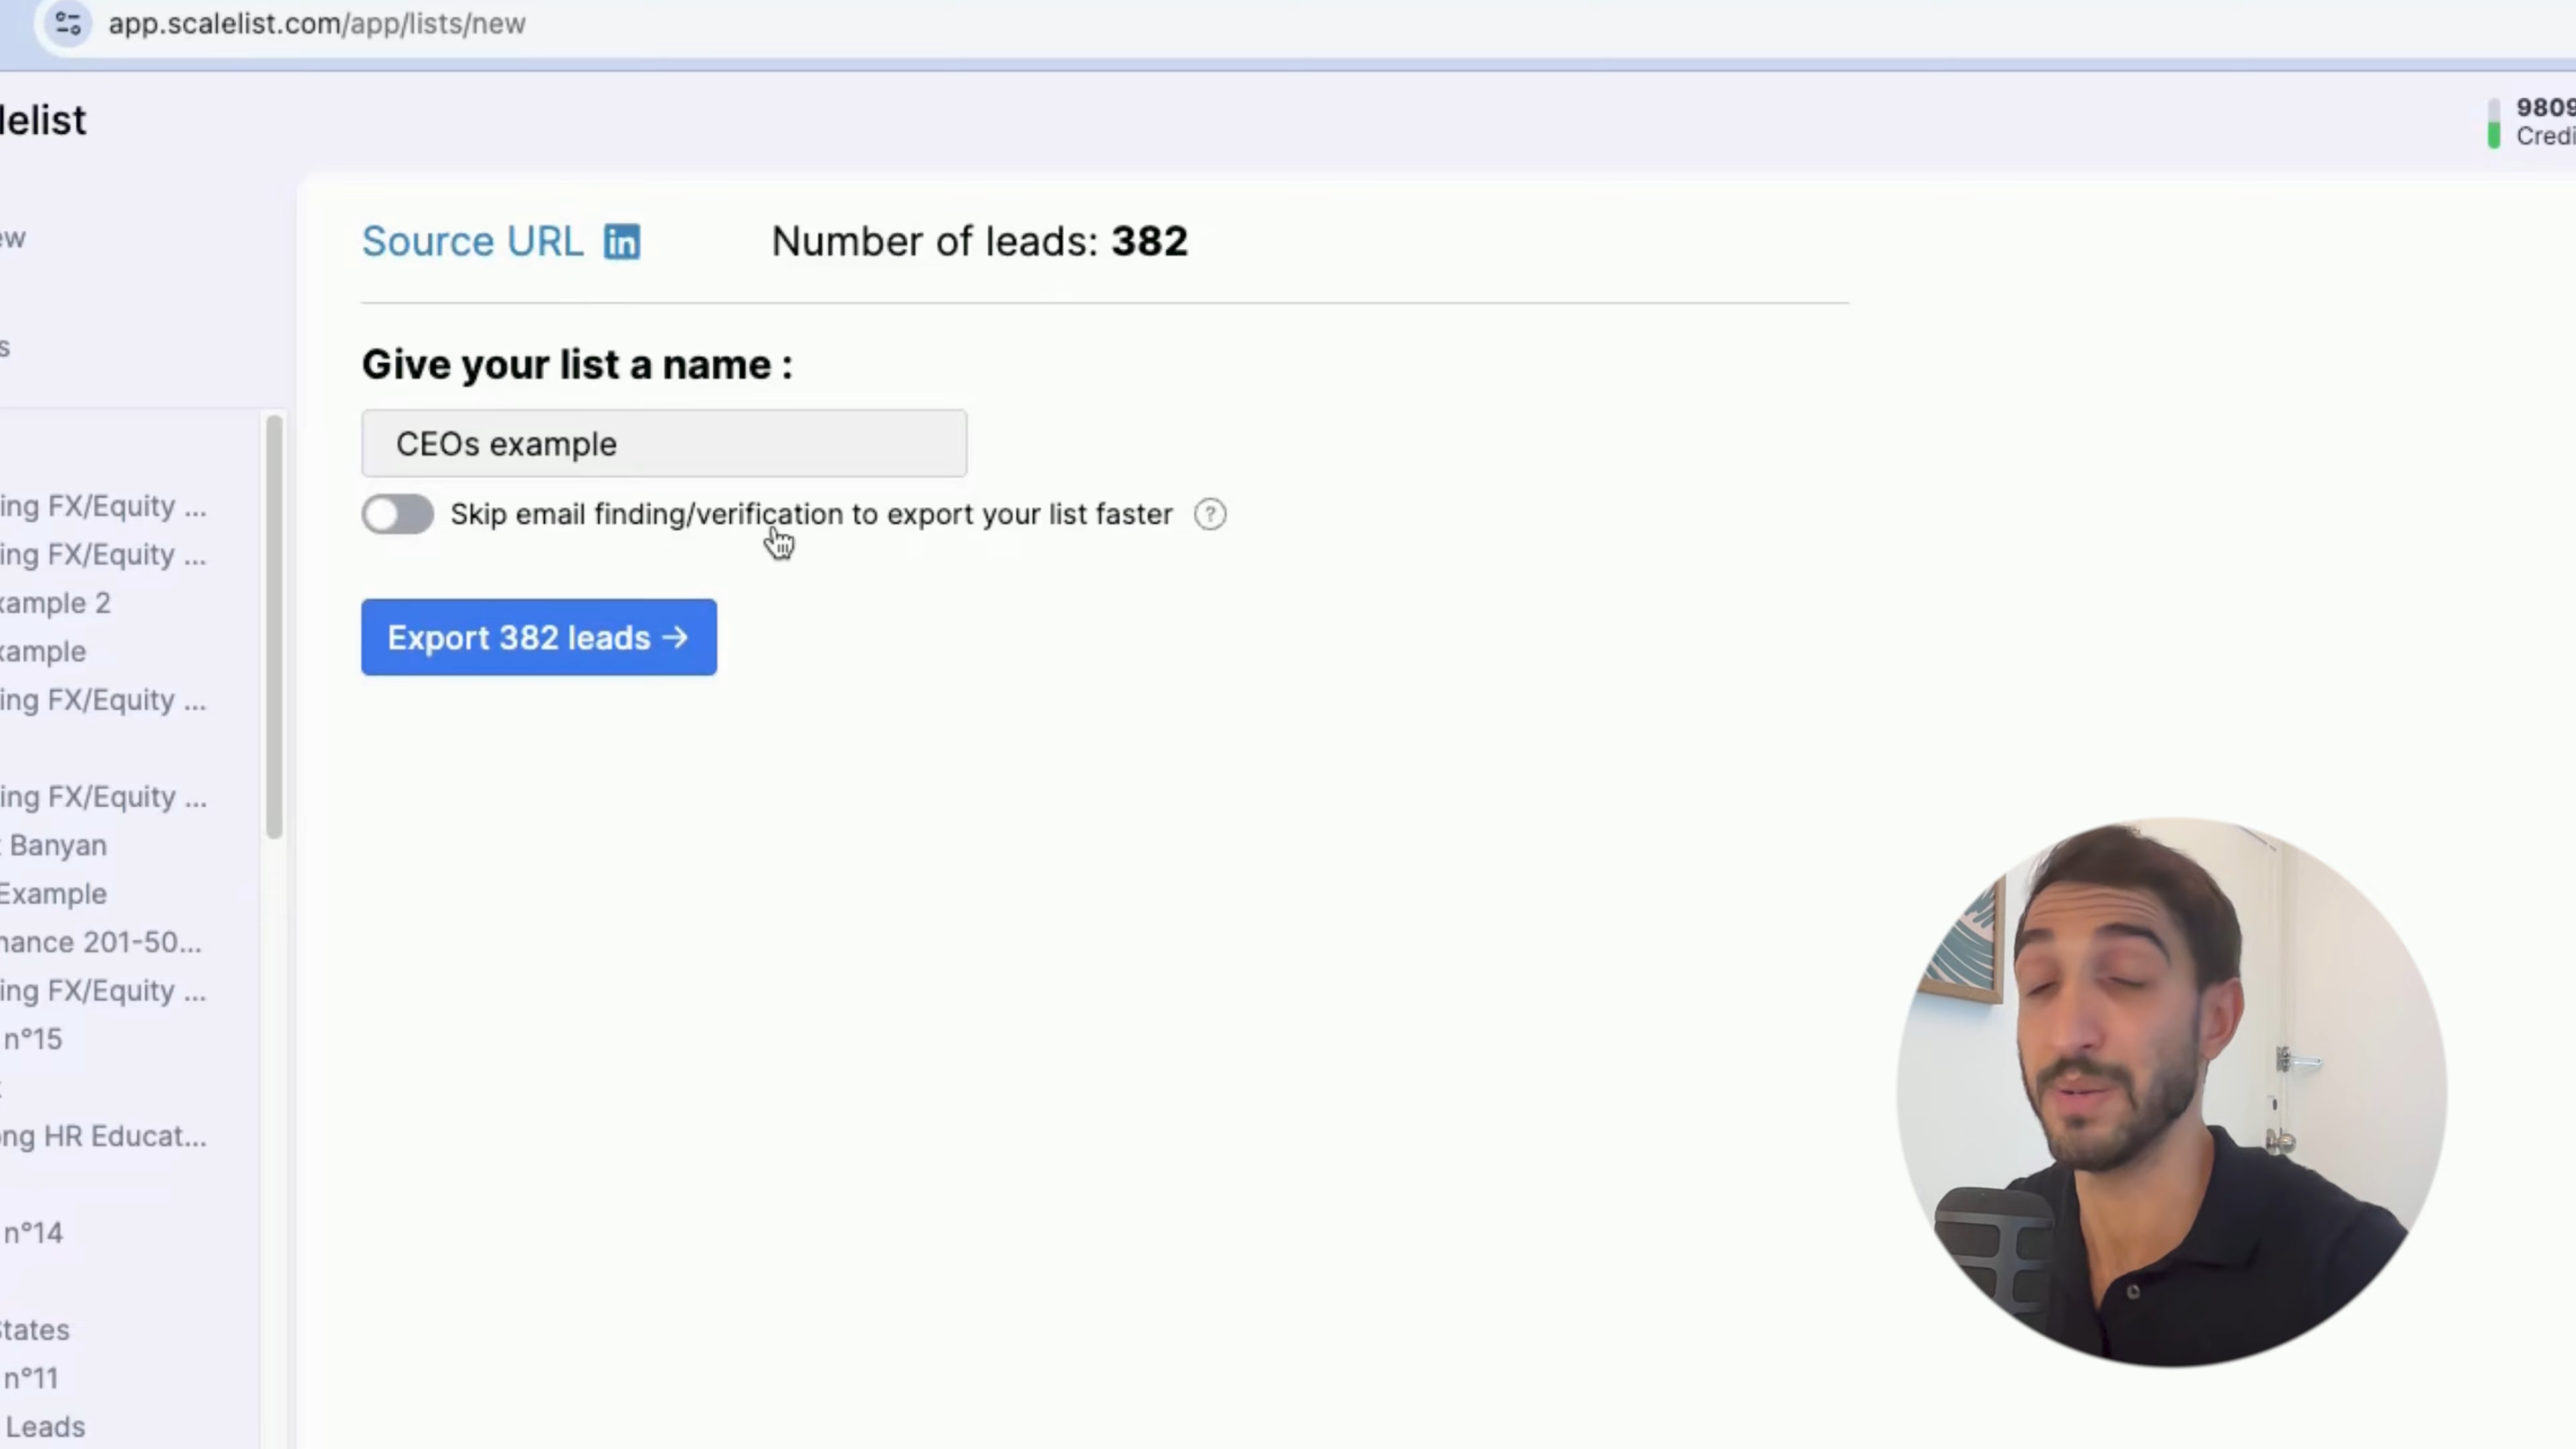 app.scalelist.com/app/lists/new
lelist
9809
Credi
ew
s
Source URL in
Number of leads: 382
Give your list a name :
CEOs example
Skip email finding/verification to export your list faster ?
Export 382 leads →
ing FX/Equity ...
ing FX/Equity ...
xample 2
xample
ing FX/Equity ...
ing FX/Equity ...
t Banyan
Example
nance 201-50...
ing FX/Equity ...
n°15
ong HR Educat...
n°14
States
n°11
Leads